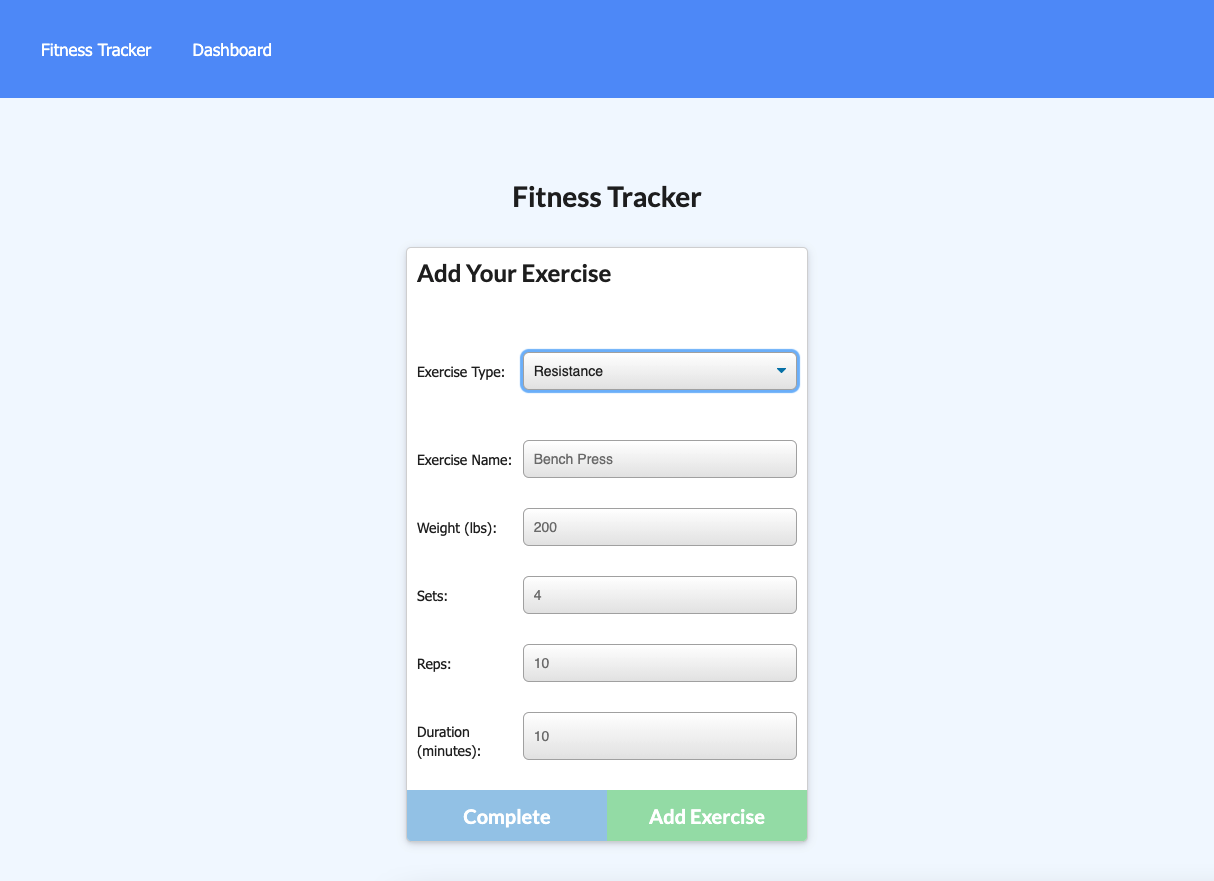 Fitness Tracker Dashboard
Fitness Tracker
Add Your Exercise
Exercise Type: Resistance
Exercise Name: Bench Press
Weight (lbs): 200
Sets: 4
Reps: 10
Duration
(minutes): 10
Complete Add Exercise